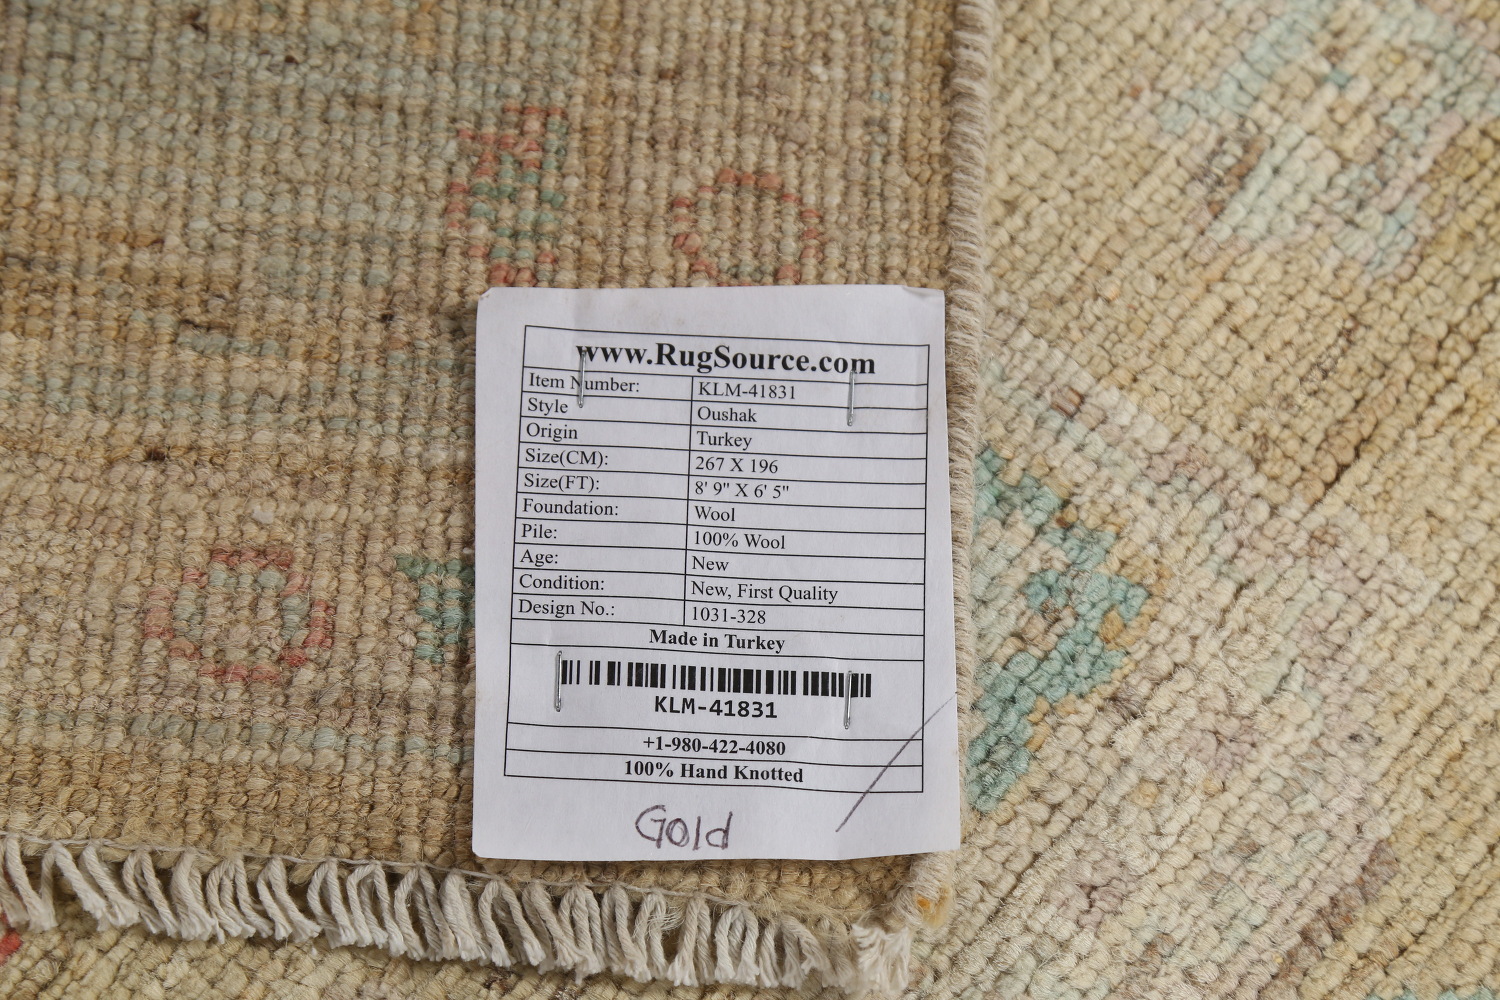 www.RugSource.com
Item Number: KLM-41831
Style Oushak
Origin Turkey
Size(CM): 267 X 196
Size(FT): 8' 9" X 6' 5"
Foundation: Wool
Pile: 100% Wool
Age: New
Condition: New, First Quality
Design No.: 1031-328
Made in Turkey
KLM-41831
+1-980-422-4080
100% Hand Knotted
Gold